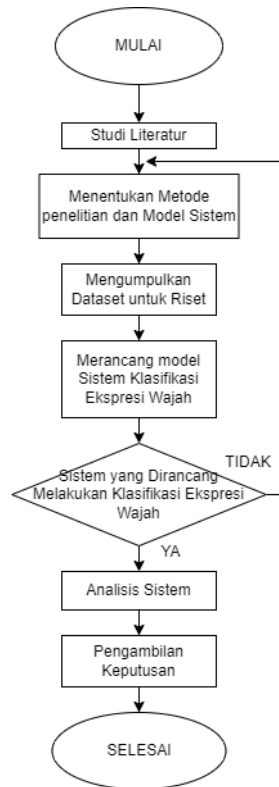 MULAI
Studi Literatur
Menentukan Metode
penelitian dan Model Sistem
Mengumpulkan
Dataset untuk Riset
Merancang model
Sistem Klasifikasi
Ekspresi Wajah
TIDAK
Sistem yang Dirancang
Melakukan Klasifikasi Ekspresi
Wajah
YA
Analisis Sistem
Pengambilan
Keputusan
SELESAI